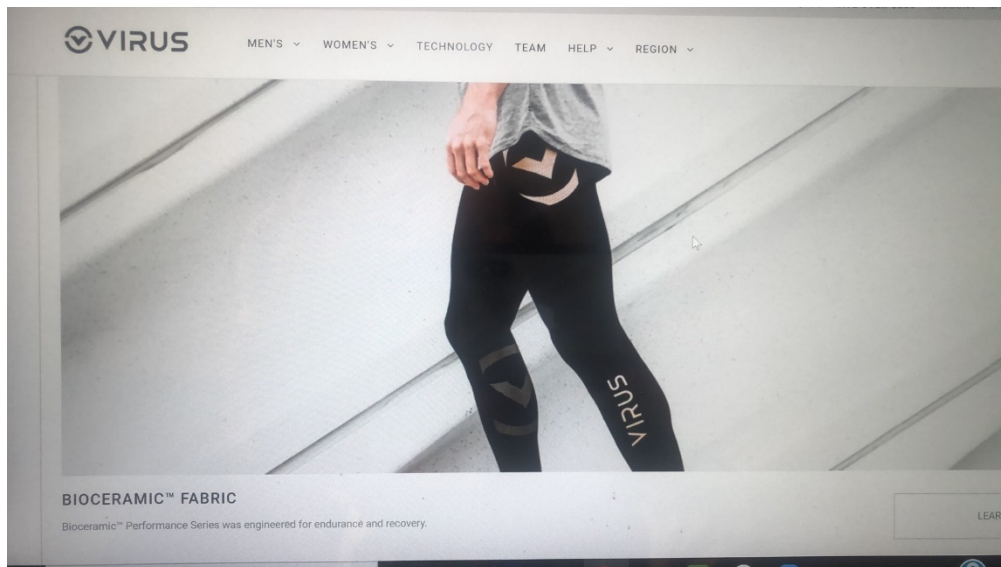 VIRUS
MEN'S WOMEN'S TECHNOLOGY TEAM HELP REGION
VIRUS
BIOCERAMIC™ FABRIC
Bioceramic™ Performance Series was engineered for endurance and recovery.
LEAR